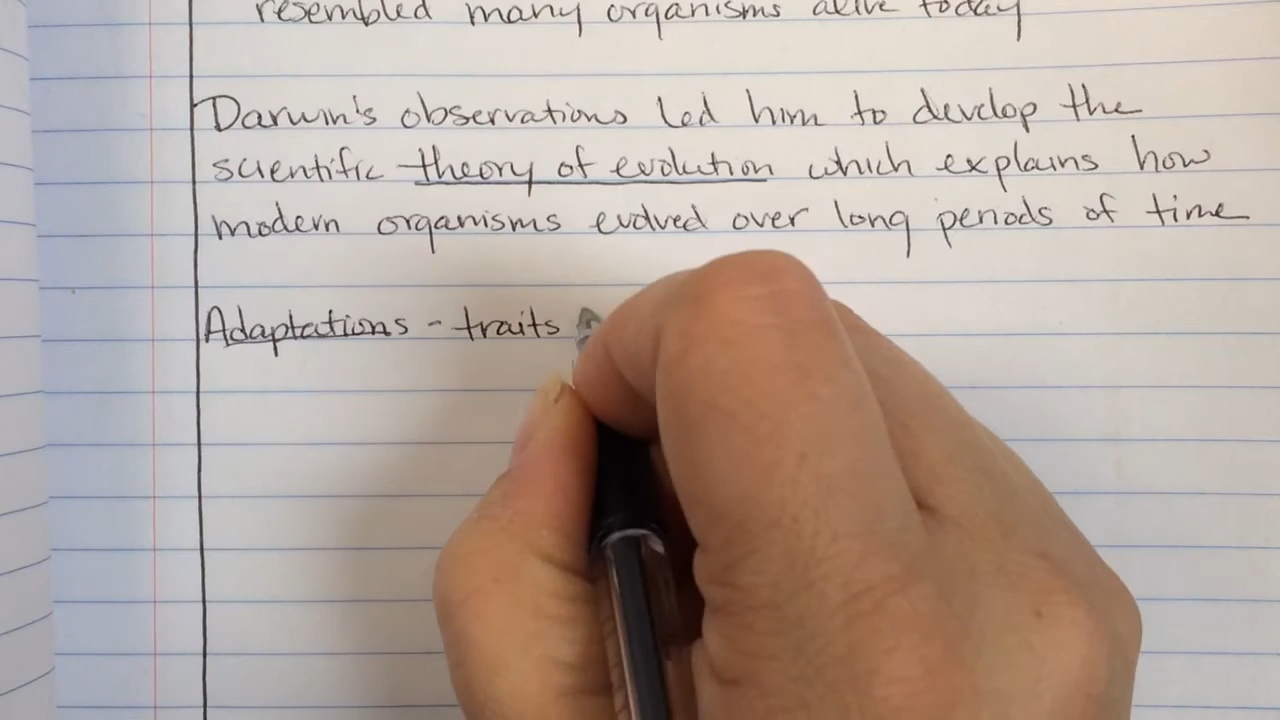 resembled many organisms alive today
Darwin's observations led him to develop the
scientific theory of evolution which explains how
modern organisms evolved over long periods of time
Adaptations - traits